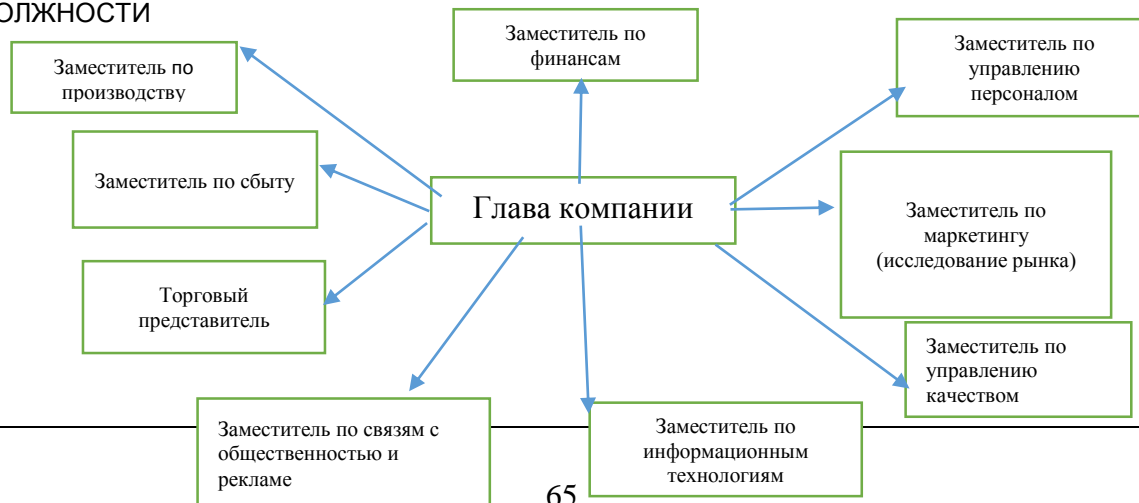 ОЛЖНОСТИ
Заместитель по
производству
Заместитель по
финансам
Заместитель по
управлению
персоналом
Заместитель по сбыту
Глава компании
Заместитель по
маркетингу
(исследование рынка)
Торговый
представитель
Заместитель по
управлению
качеством
Заместитель по связям с
общественностью и
рекламе
Заместитель по
информационным
технологиям
65